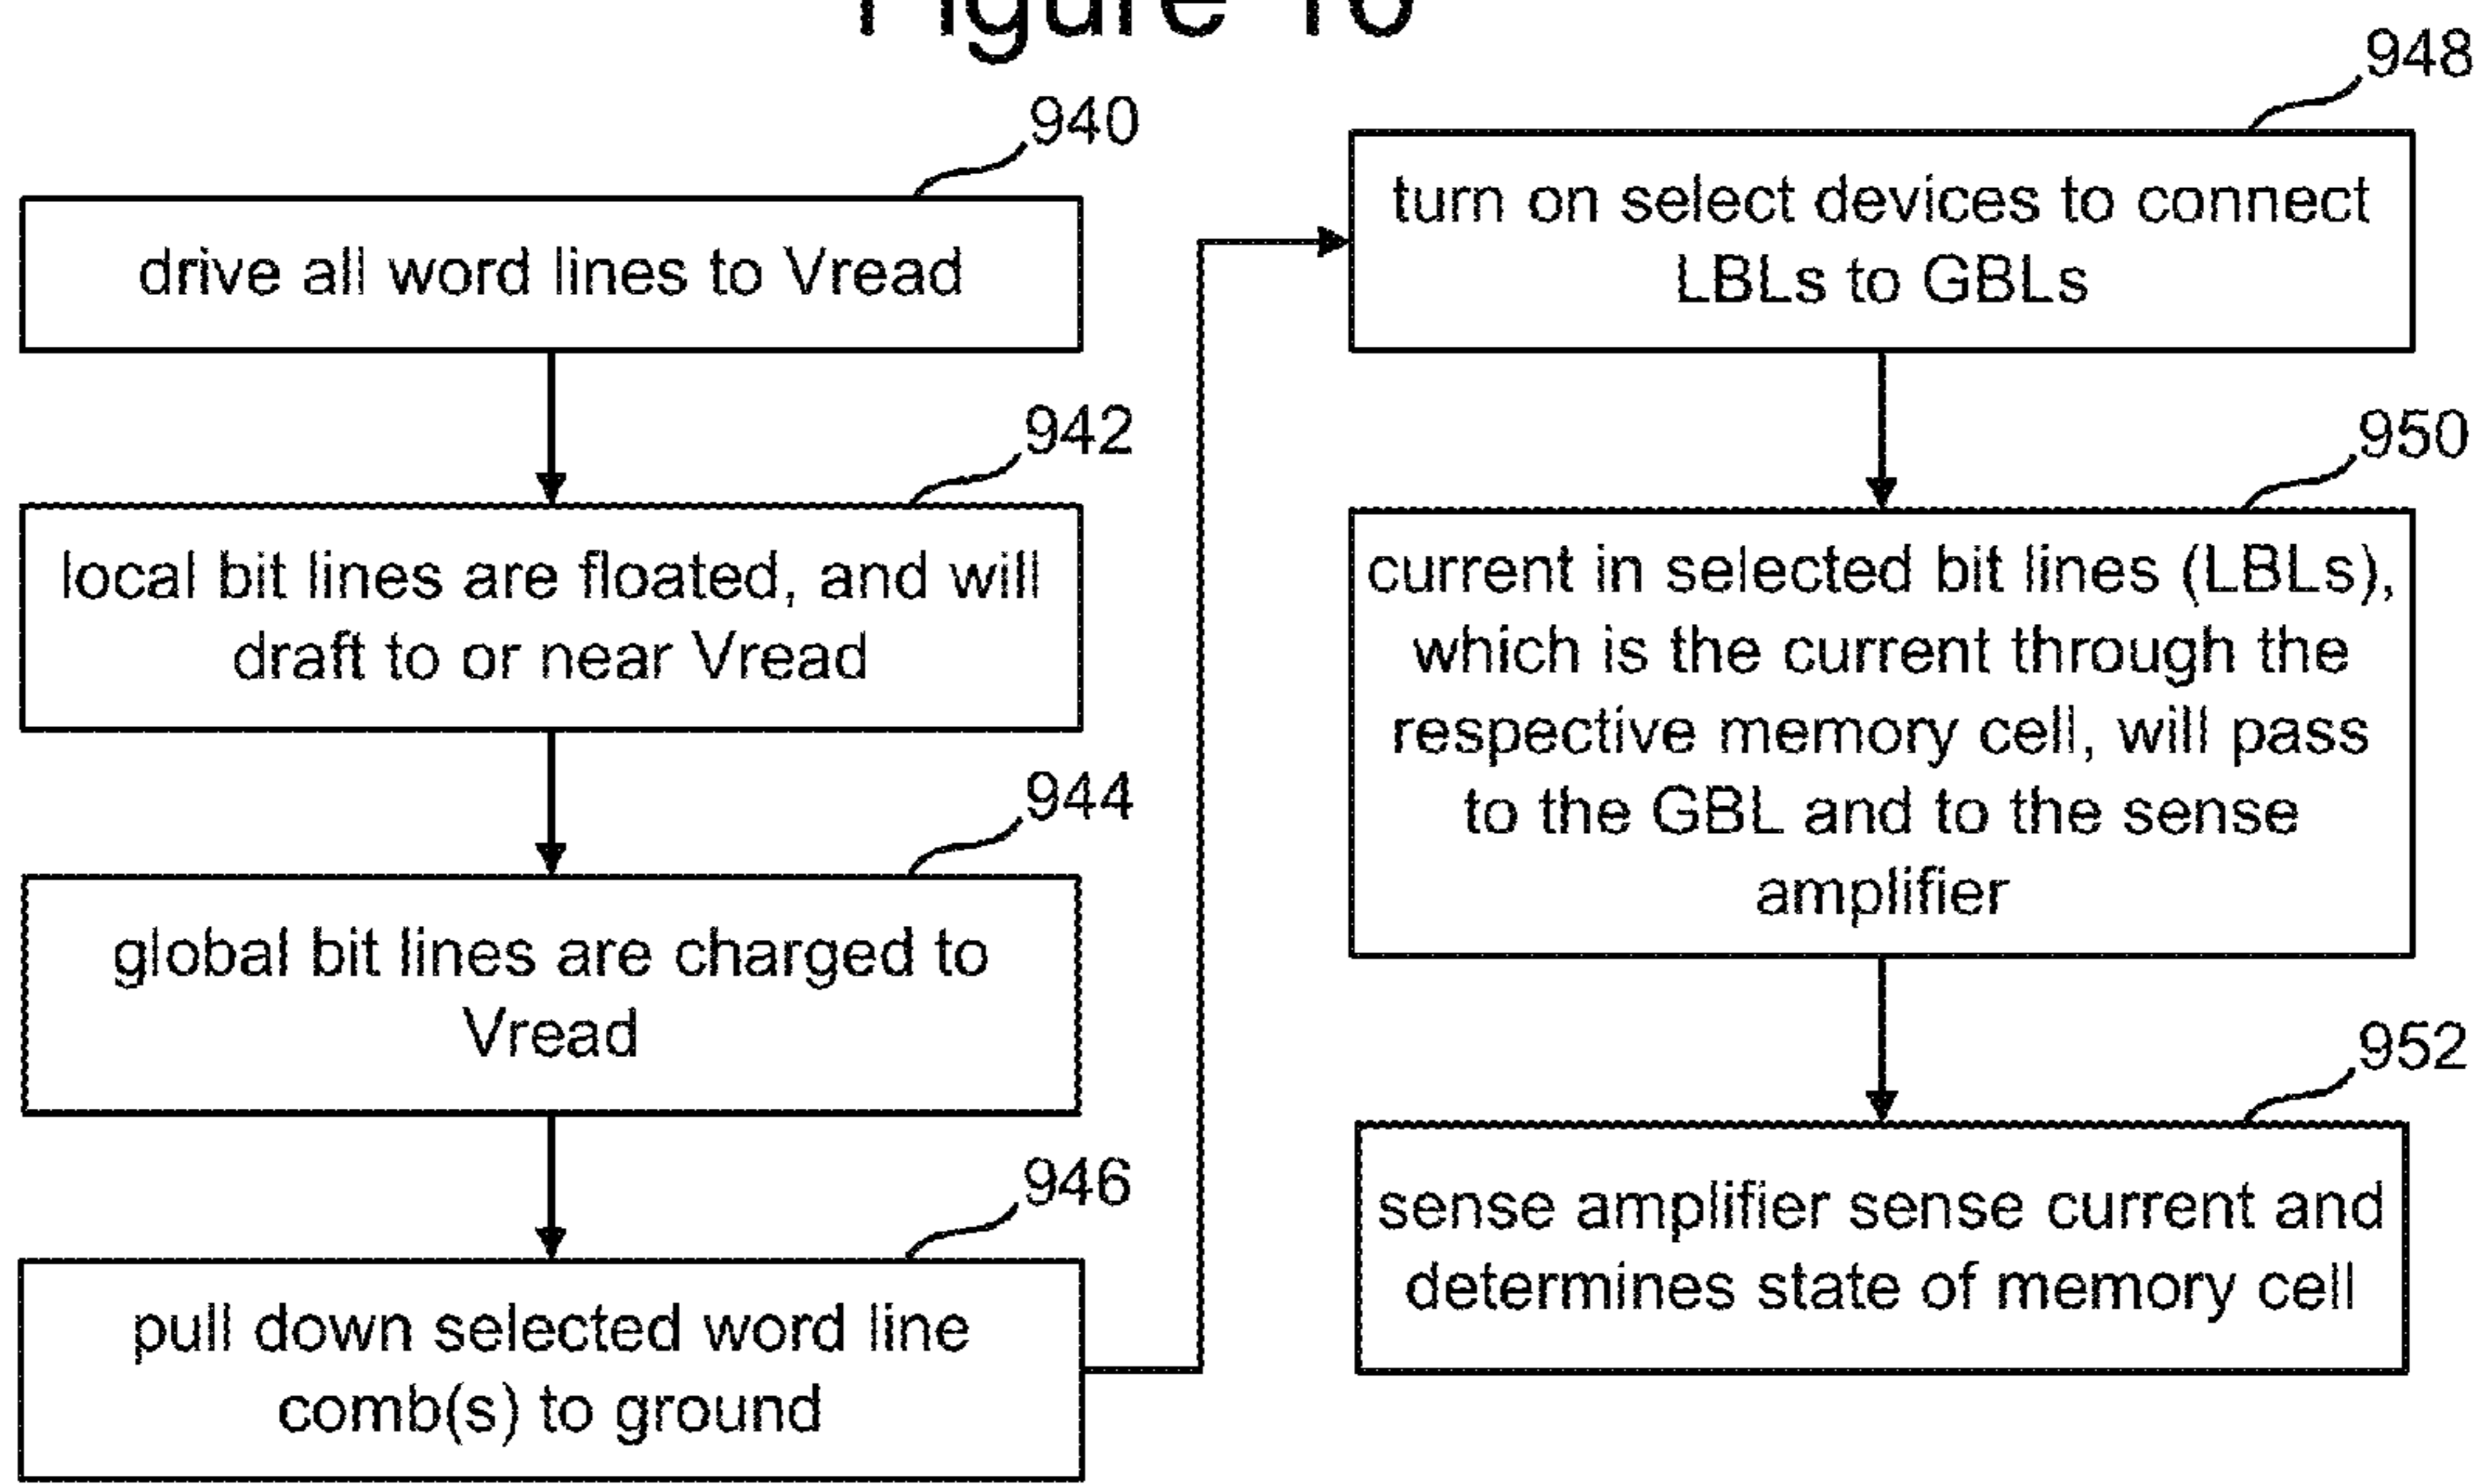 Figure 16
940
drive all word lines to Vread
942
local bit lines are floated, and will
draft to or near Vread
944
global bit lines are charged to
Vread
946
pull down selected word line
comb(s) to ground
948
turn on select devices to connect
LBLs to GBLs
950
current in selected bit lines (LBLs),
which is the current through the
respective memory cell, will pass
to the GBL and to the sense
amplifier
952
sense amplifier sense current and
determines state of memory cell